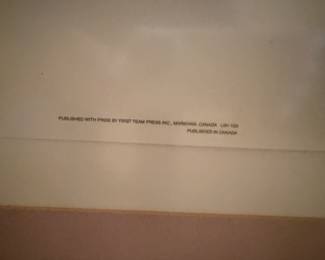 PUBLISHED WITH PRIDE BY FIRST TEAM PRESS INC., MARKHAM, CANADA
PUBLISHED IN CANADA